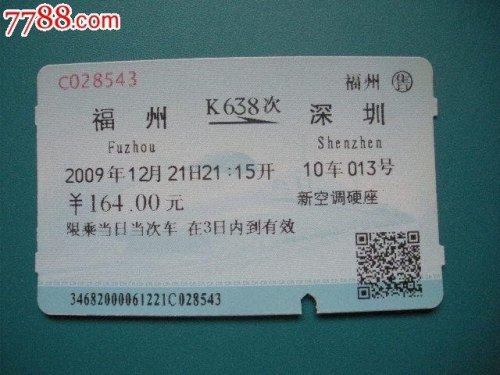 7788.com
C028543
福州 售
福州 K638次 深圳
Fuzhou Shenzhen
2009年12月21日21:15开 10车013号
￥164.00元 新空调硬座
限乘当日当次车 在3日内到有效
34682000061221C028543